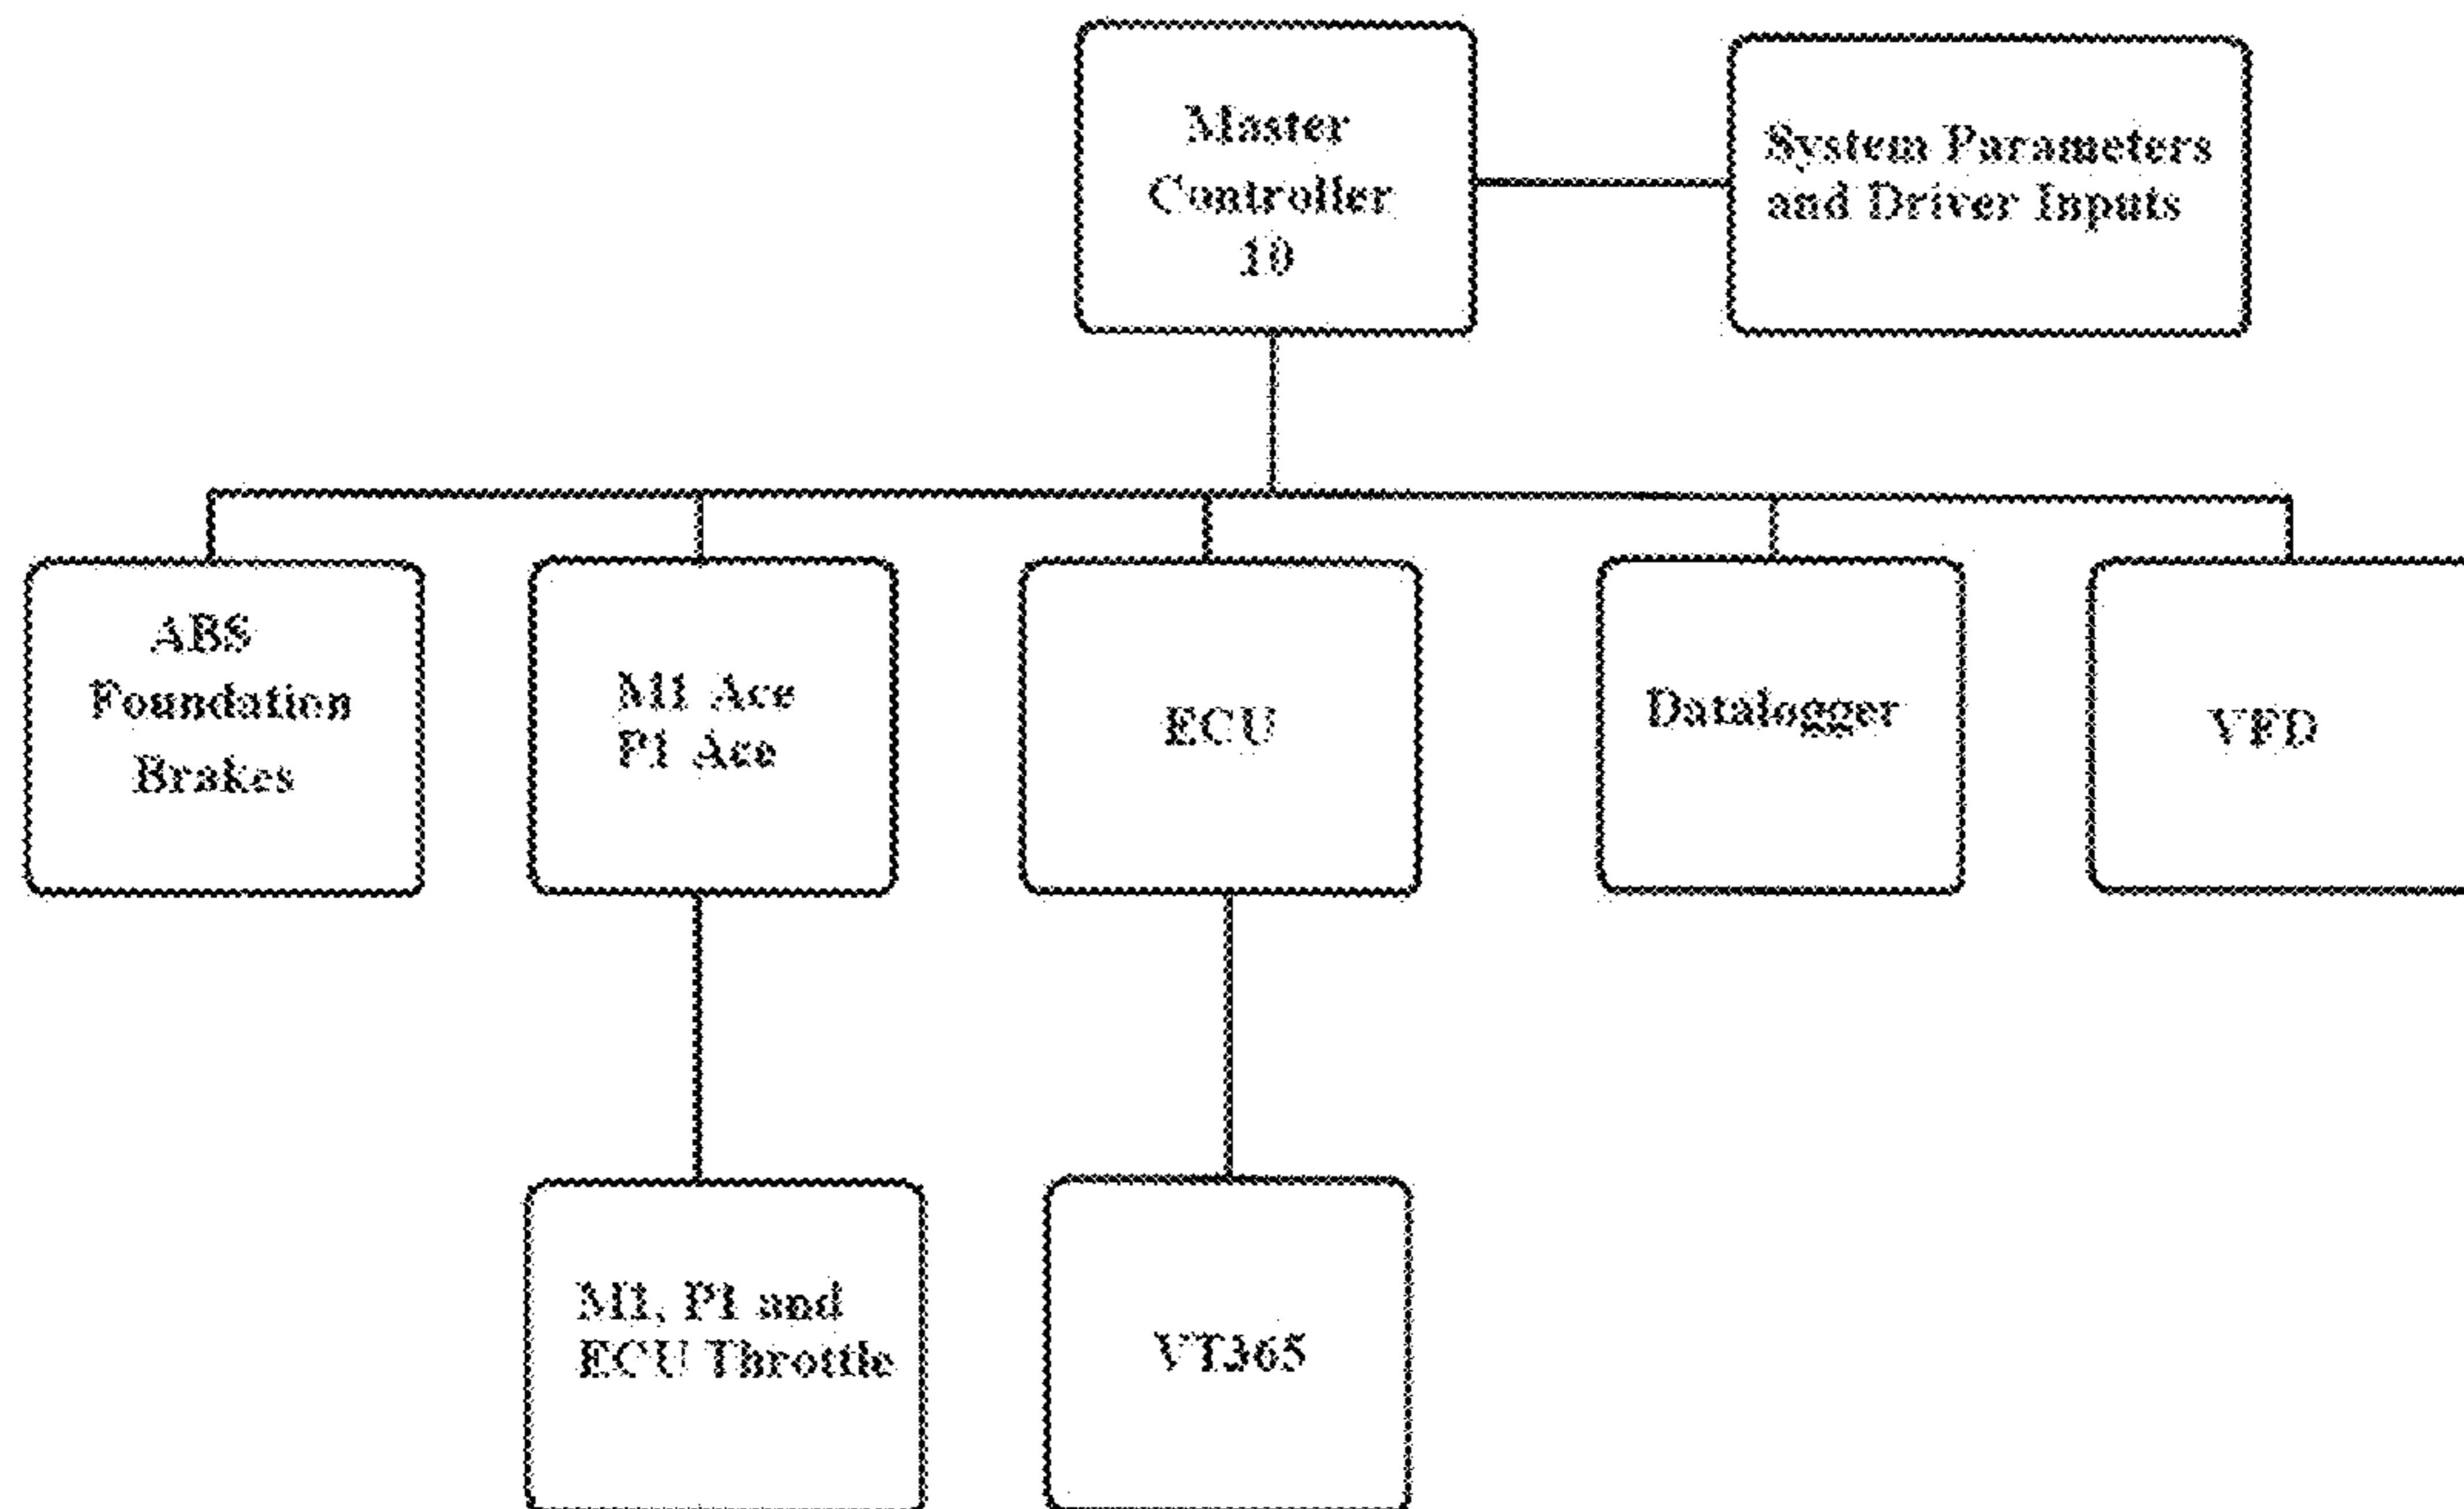 Master
Controller
10
System Parameters
and Driver Inputs
ABS
Foundation
Brakes
M1 Ace
P1 Ace
ECU
Datalogger
VFD
M1, P1 and
ECU Throttle
VT365